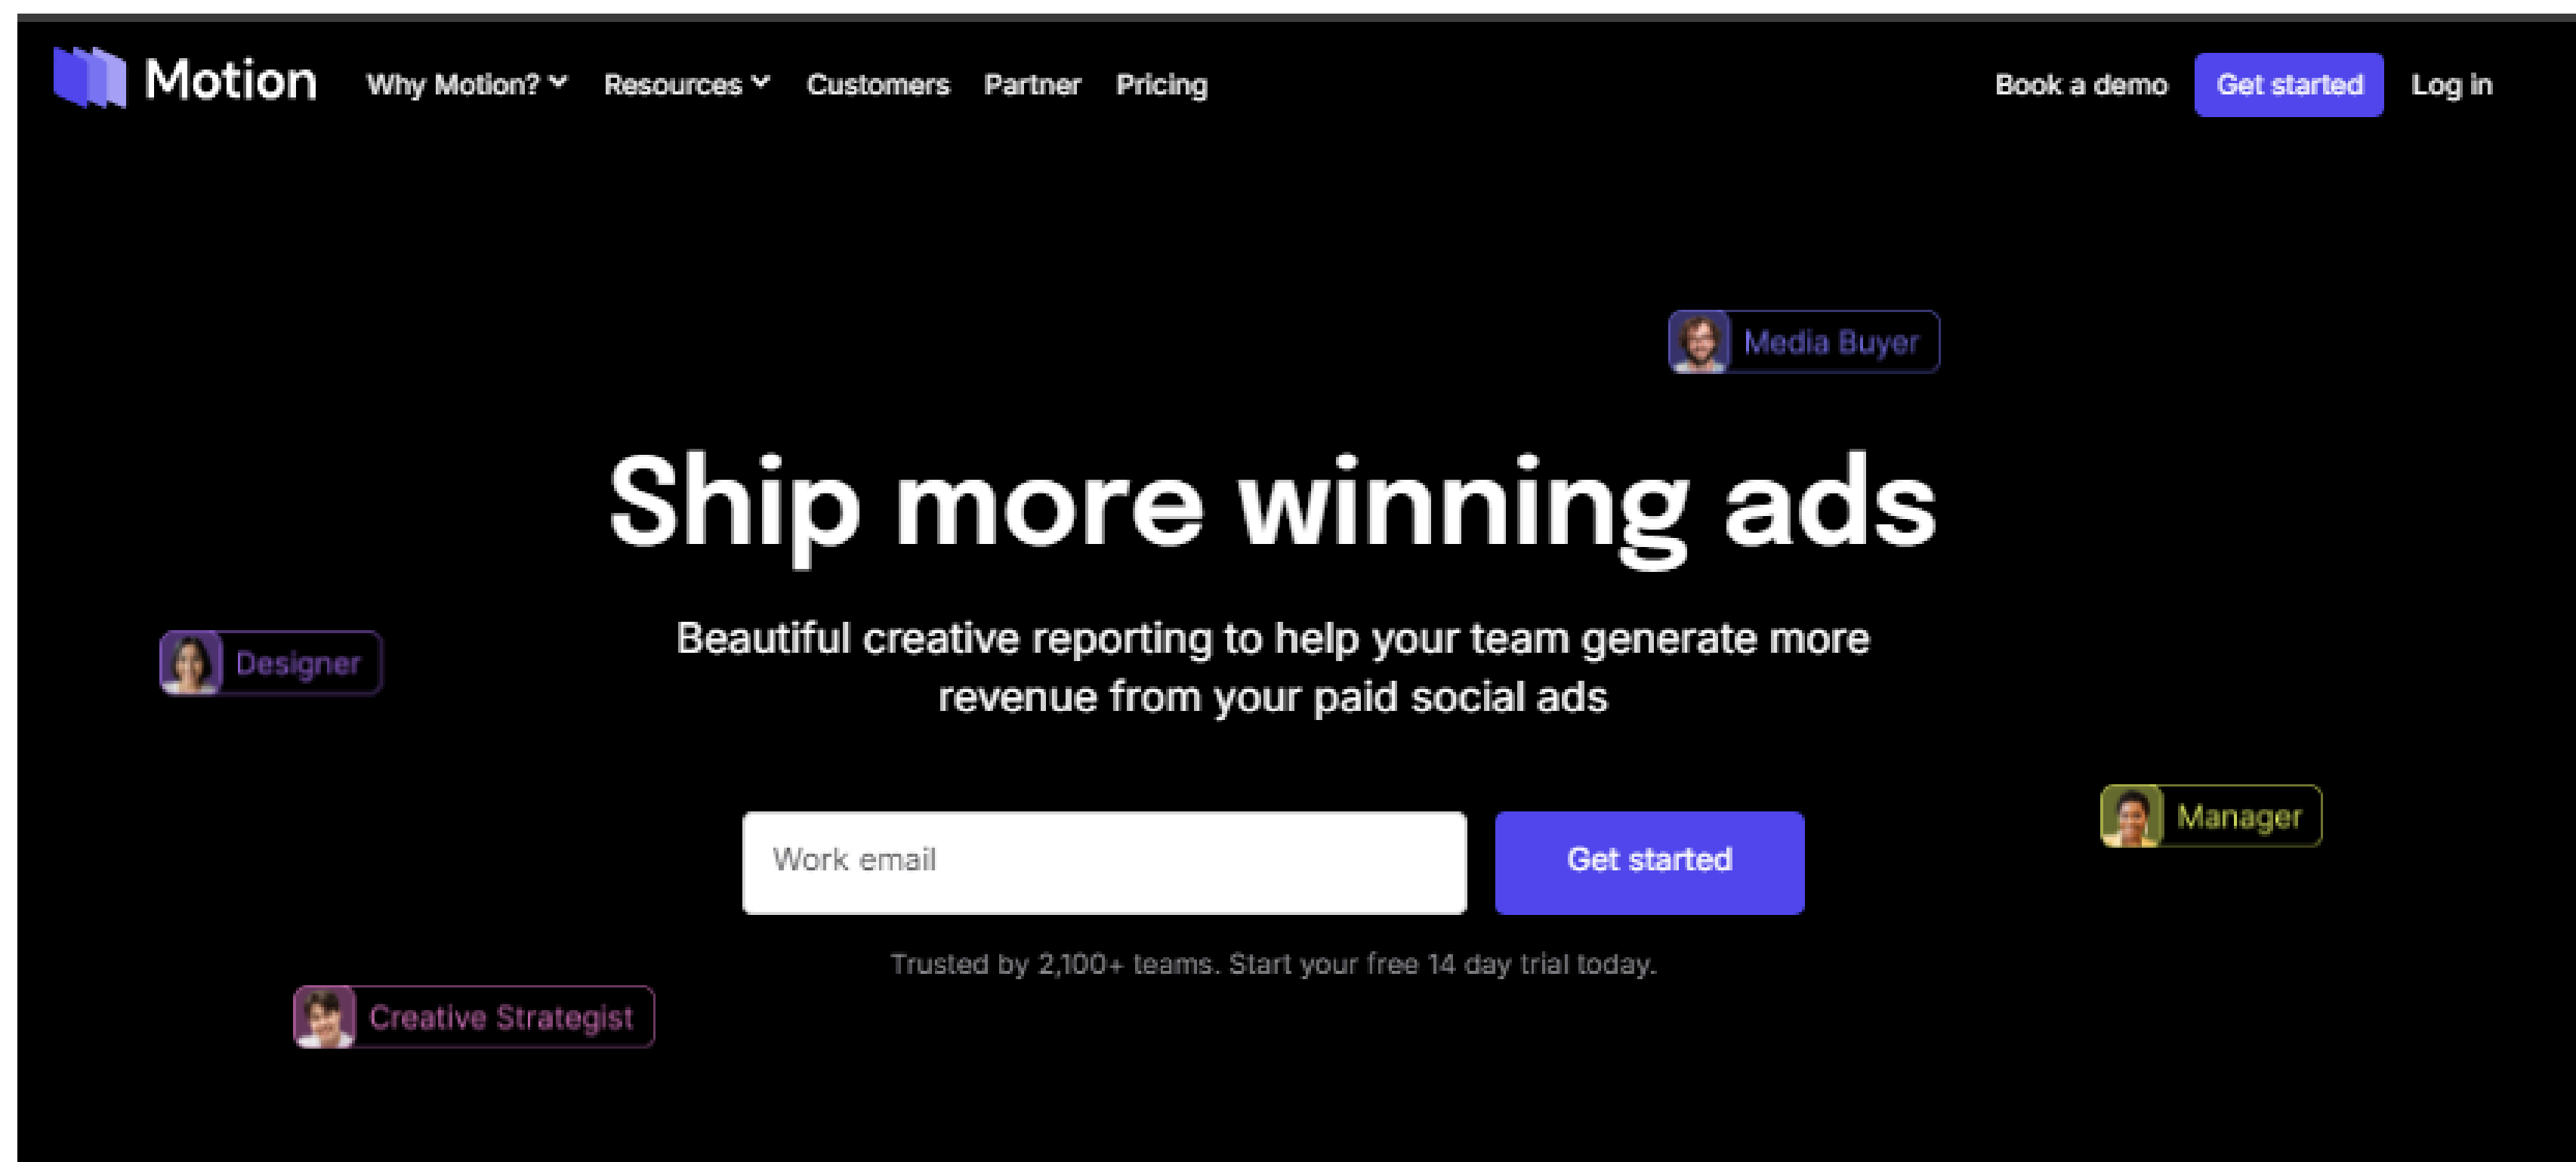 Motion
Why Motion?
Resources
Customers
Partner
Pricing
Book a demo
Get started
Log in
Media Buyer
Ship more winning ads
Beautiful creative reporting to help your team generate more
revenue from your paid social ads
Designer
Manager
Work email
Get started
Trusted by 2,100+ teams. Start your free 14 day trial today.
Creative Strategist